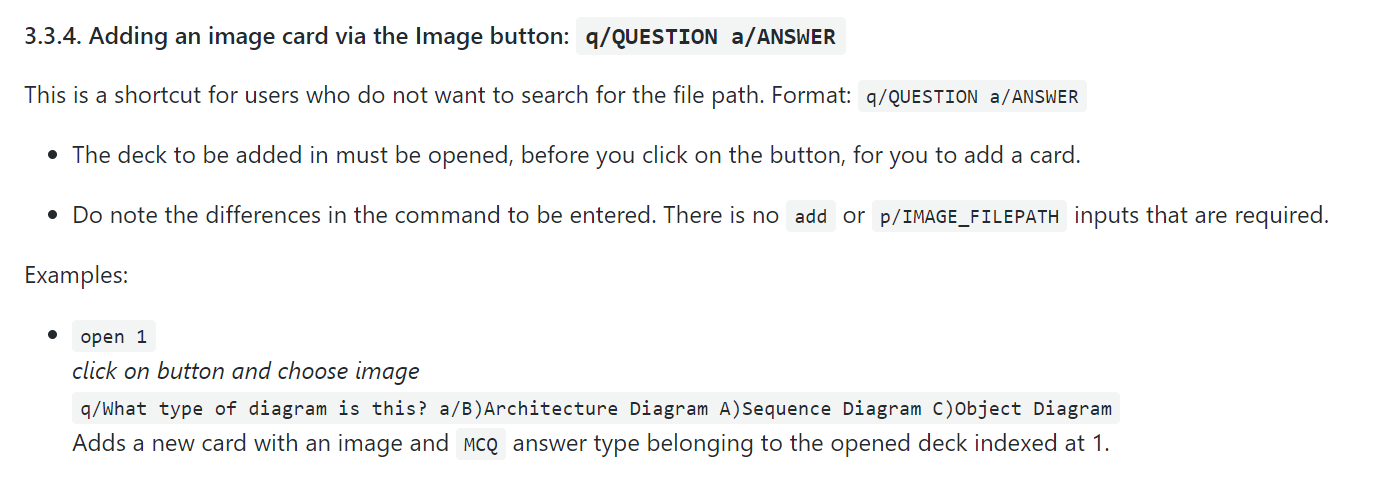 3.3.4. Adding an image card via the Image button: q/QUESTION a/ANSWER
This is a shortcut for users who do not want to search for the file path. Format: q/QUESTION a/ANSWER
• The deck to be added in must be opened, before you click on the button, for you to add a card.
• Do note the differences in the command to be entered. There is no add or p/IMAGE_FILEPATH inputs that are required.
Examples:
• open 1
click on button and choose image
q/What type of diagram is this? a/B)Architecture Diagram A)Sequence Diagram C)Object Diagram
Adds a new card with an image and MCQ answer type belonging to the opened deck indexed at 1.